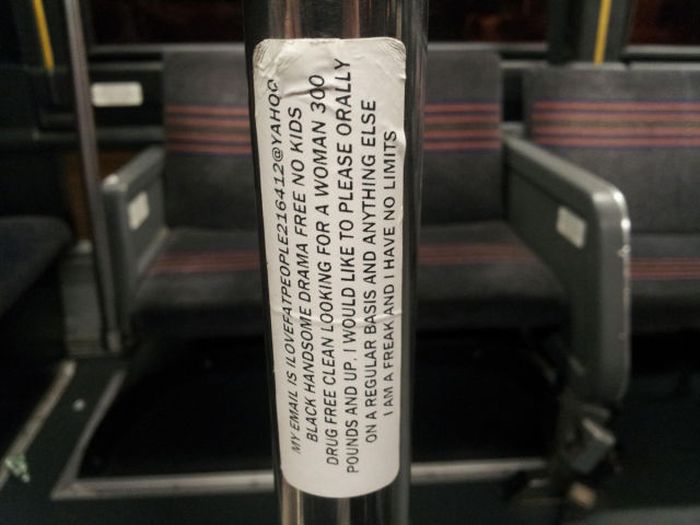 MY EMAIL IS ILOVEFATPEOPLE216412@YAHOO
BLACK HANDSOME DRAMA FREE NO KIDS
DRUG FREE CLEAN LOOKING FOR A WOMAN 300
POUNDS AND UP. I WOULD LIKE TO PLEASE ORALLY
ON A REGULAR BASIS AND ANYTHING ELSE
I AM A FREAK AND I HAVE NO LIMITS